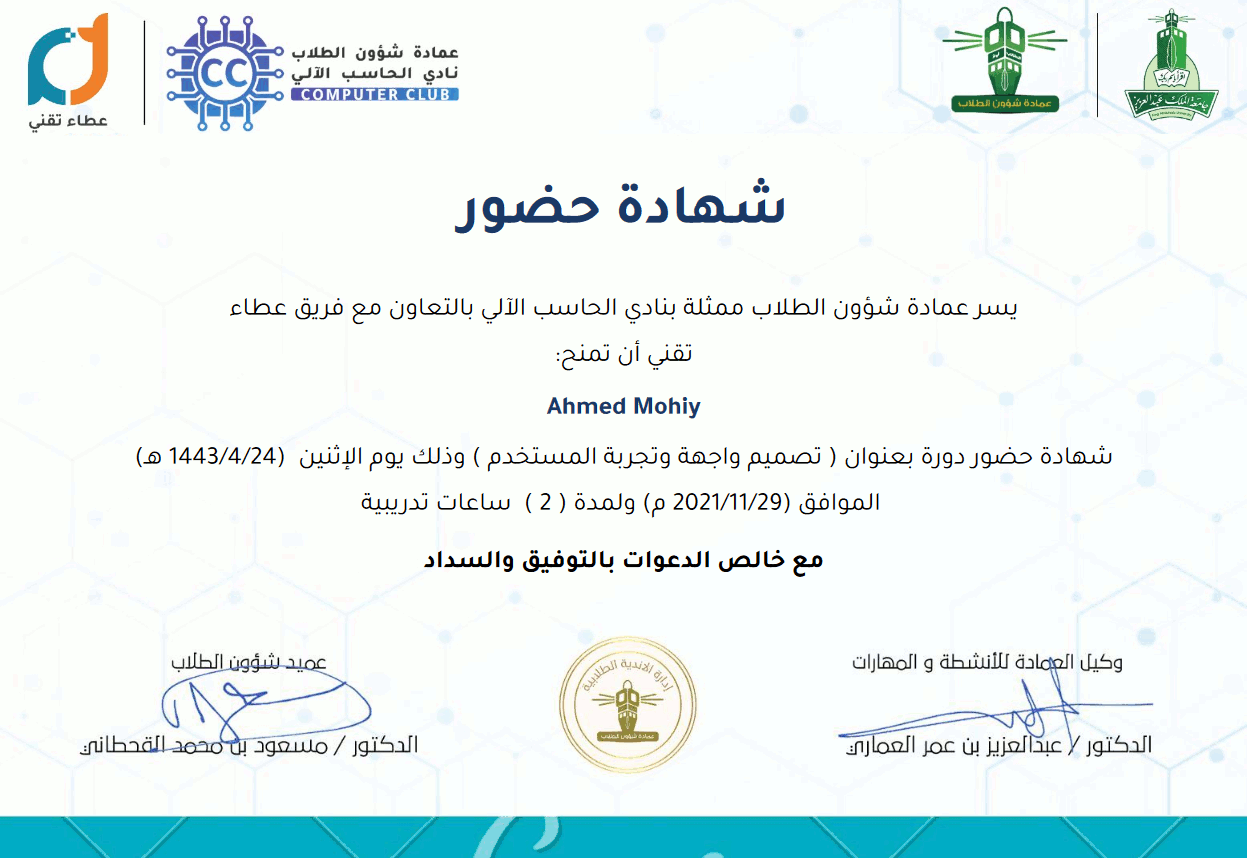 عطاء تقني
CC
عمادة شؤون الطلاب
نادي الحاسب الآلي
COMPUTER CLUB
عمادة شؤون الطلاب
اقرأ باسم ربك
جامعة الملك عبدالعزيز
شهادة حضور
يسر عمادة شؤون الطلاب ممثلة بنادي الحاسب الآلي بالتعاون مع فريق عطاء
تقني أن تمنح:
Ahmed Mohiy
شهادة حضور دورة بعنوان ( تصميم واجهة وتجربة المستخدم ) وذلك يوم الإثنين (1443/4/24 هـ)
الموافق (2021/11/29 م) ولمدة ( 2 ) ساعات تدريبية
مع خالص الدعوات بالتوفيق والسداد
وكيل العمادة للأنشطة و المهارات
الدكتور / عبدالعزيز بن عمر العماري
إدارة الاندية الطلابية
عمادة شؤون الطلاب
عميد شؤون الطلاب
الدكتور / مسعود بن محمد القحطاني